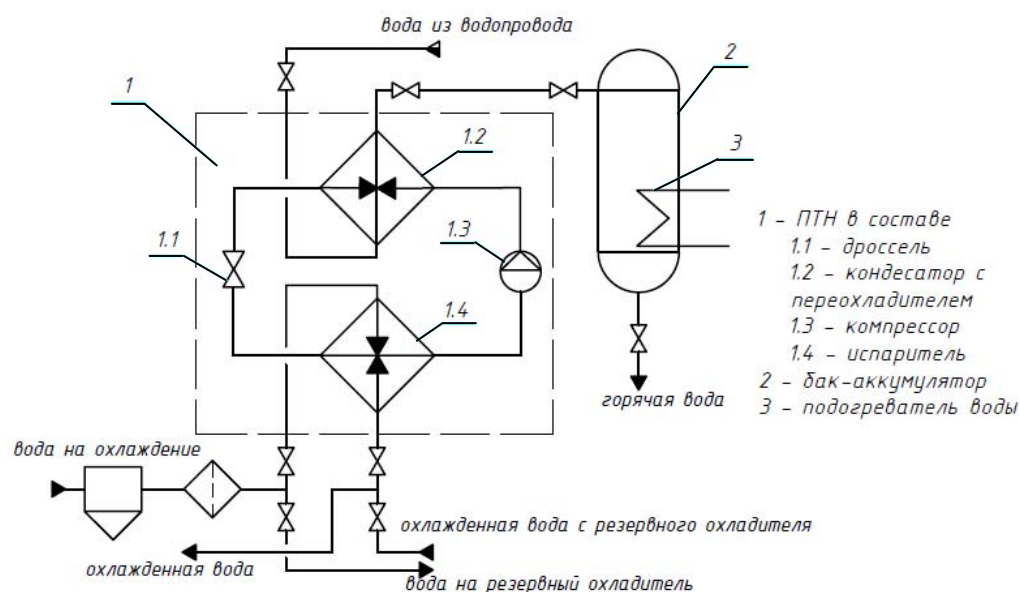 вода из водопровода
1
2
1.2
3
1.3
1.1
1.4
1 - ПТН в составе
1.1 - дроссель
1.2 - кондесатор с
переохладителем
1.3 - компрессор
1.4 - испаритель
2 - бак-аккумулятор
3 - подогреватель воды
горячая вода
вода на охлаждение
охлажденная вода с резервного охладителя
охлажденная вода
вода на резервный охладитель